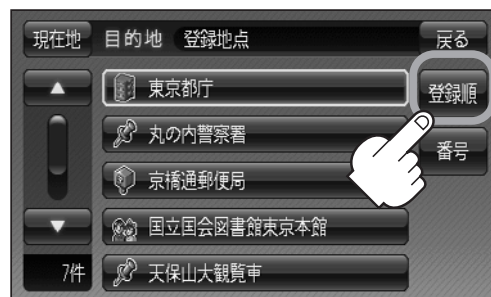 現在地 目的地 登録地点 戻る
▲ 東京都庁 登録順
丸の内警察署 番号
京橋通郵便局
▼ 国立国会図書館東京本館
7件 天保山大観覧車